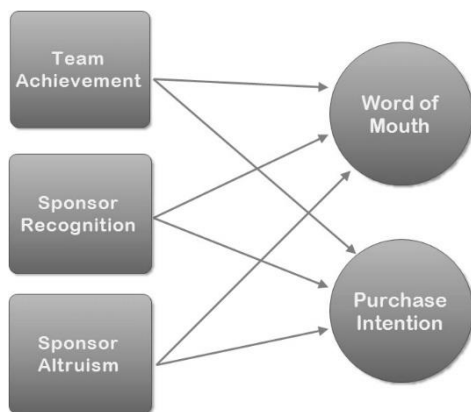 Team
Achievement
Word of
Mouth
Sponsor
Recognition
Purchase
Intention
Sponsor
Altruism